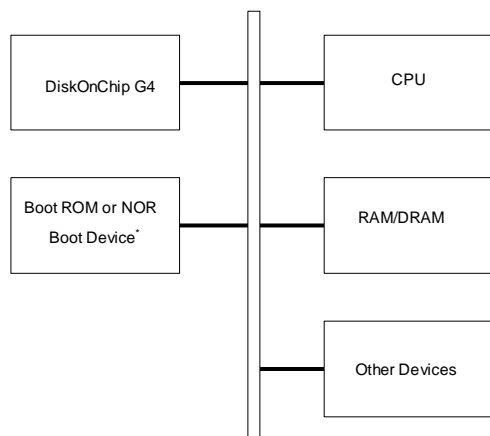 DiskOnChip G4
CPU
Boot ROM or NOR
Boot Device*
RAM/DRAM
Other Devices